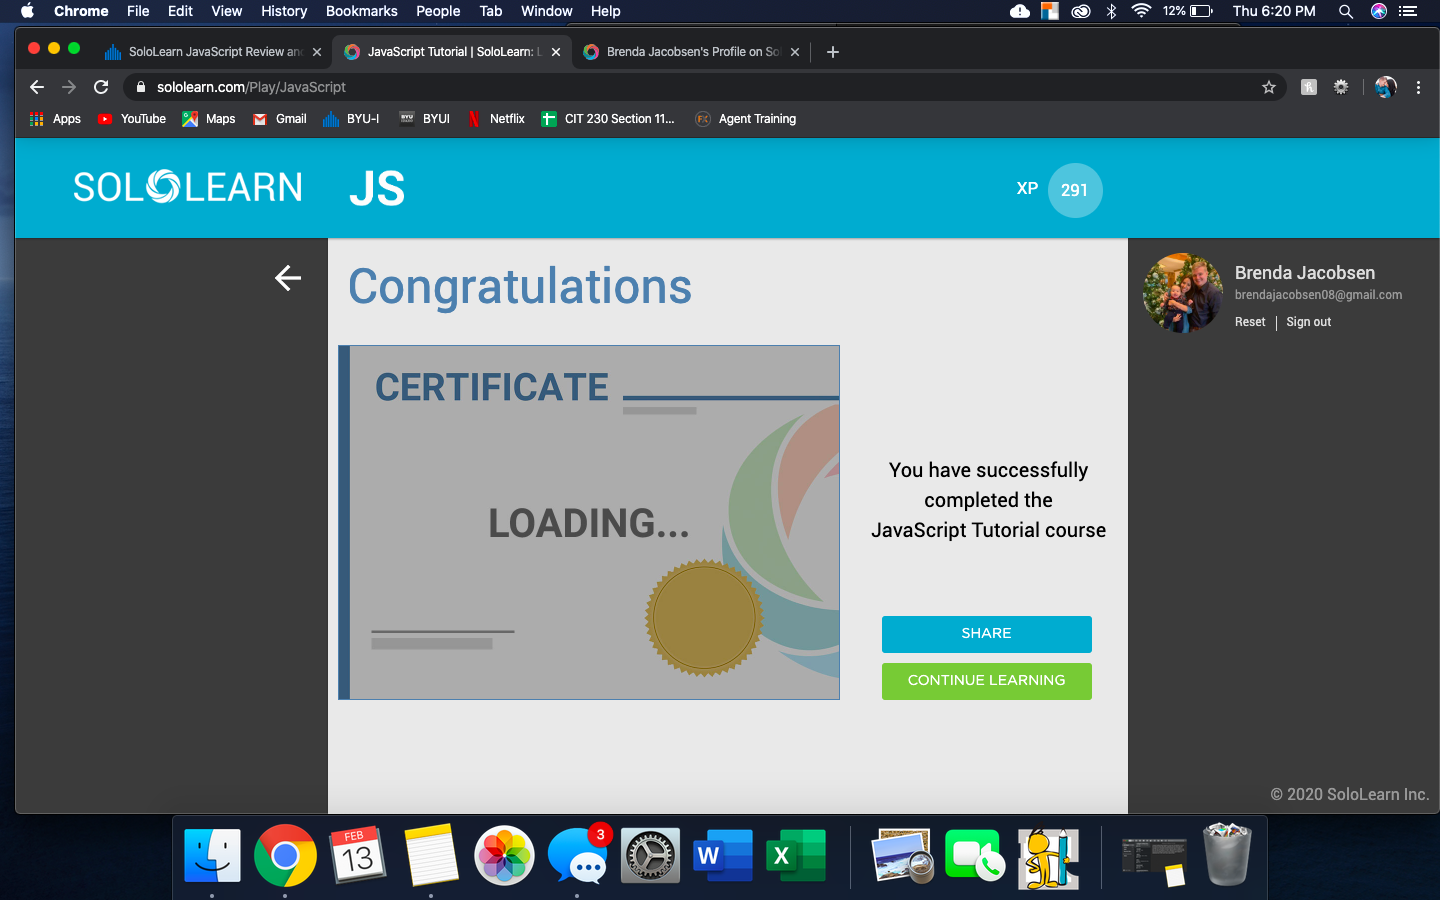 Chrome File Edit View History Bookmarks People Tab Window Help 12% Thu 6:20 PM
SoloLearn JavaScript Review an JavaScript Tutorial | SoloLearn: L Brenda Jacobsen's Profile on So
sololearn.com/Play/JavaScript
Apps YouTube Maps Gmail BYU-I BYUI Netflix CIT 230 Section 11... Agent Training
SOLOLEARN JS XP 291
Congratulations
Brenda Jacobsen
brendajacobsen08@gmail.com
Reset | Sign out
CERTIFICATE
LOADING...
You have successfully
completed the
JavaScript Tutorial course
SHARE
CONTINUE LEARNING
© 2020 SoloLearn Inc.
FEB
13
3
W
X